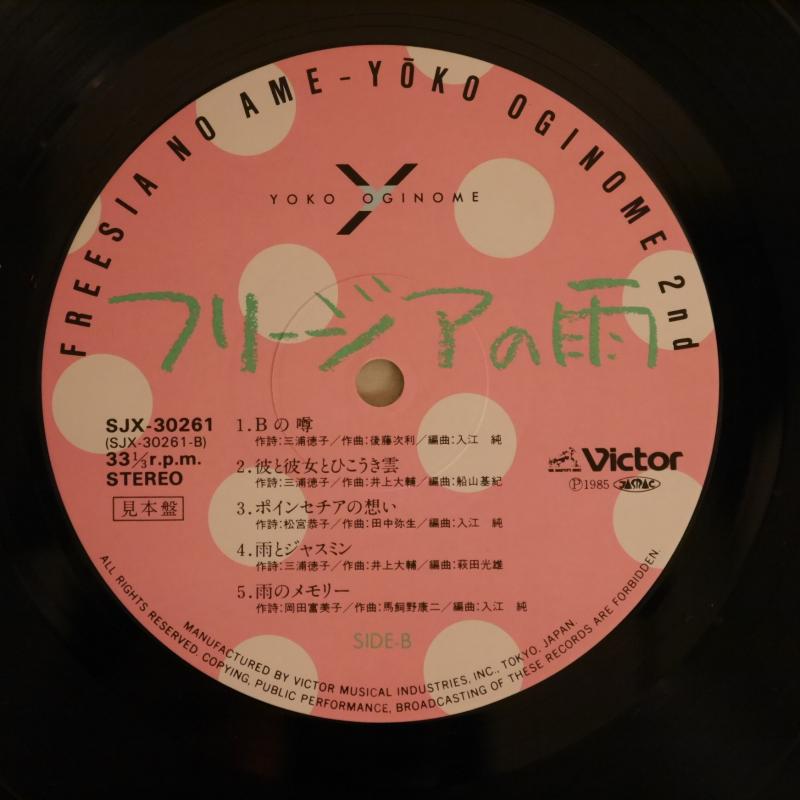 FREESIA NO AME-YŌKO OGINOME 2nd
Y
YOKO OGINOME
フリージアの雨
SJX-30261
(SJX-30261-B)
33⅓r.p.m.
STEREO
見本盤
1.Bの噂
作詩:三浦徳子/作曲:後藤次利/編曲:入江 純
2.彼と彼女とひこうき雲
作詩:三浦徳子/作曲:井上大輔/編曲:船山基紀
3.ポインセチアの想い
作詩:松宮恭子/作曲:田中弥生/編曲:入江 純
4.雨とジャスミン
作詩:三浦徳子/作曲:井上大輔/編曲:萩田光雄
5.雨のメモリー
作詩:岡田富美子/作曲:馬飼野康二/編曲:入江 純
Victor
Ⓟ1985 JASRAC
SIDE-B
MANUFACTURED BY VICTOR MUSICAL INDUSTRIES, INC., TOKYO, JAPAN.
ALL RIGHTS RESERVED. COPYING, PUBLIC PERFORMANCE, BROADCASTING OF THESE RECORDS ARE FORBIDDEN.